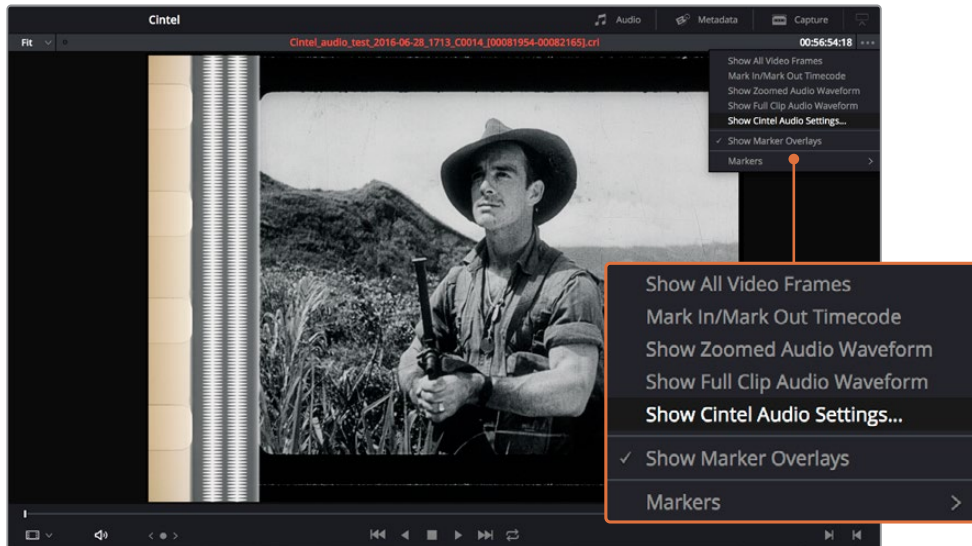 Cintel
Audio
Metadata
Capture
Fit
Cintel_audio_test_2016-06-28_1713_C0014_[00081954-00082165].cri
00:56:54:18
Show All Video Frames
Mark In/Mark Out Timecode
Show Zoomed Audio Waveform
Show Full Clip Audio Waveform
Show Cintel Audio Settings...
Show Marker Overlays
Markers
Show All Video Frames
Mark In/Mark Out Timecode
Show Zoomed Audio Waveform
Show Full Clip Audio Waveform
Show Cintel Audio Settings...
Show Marker Overlays
Markers